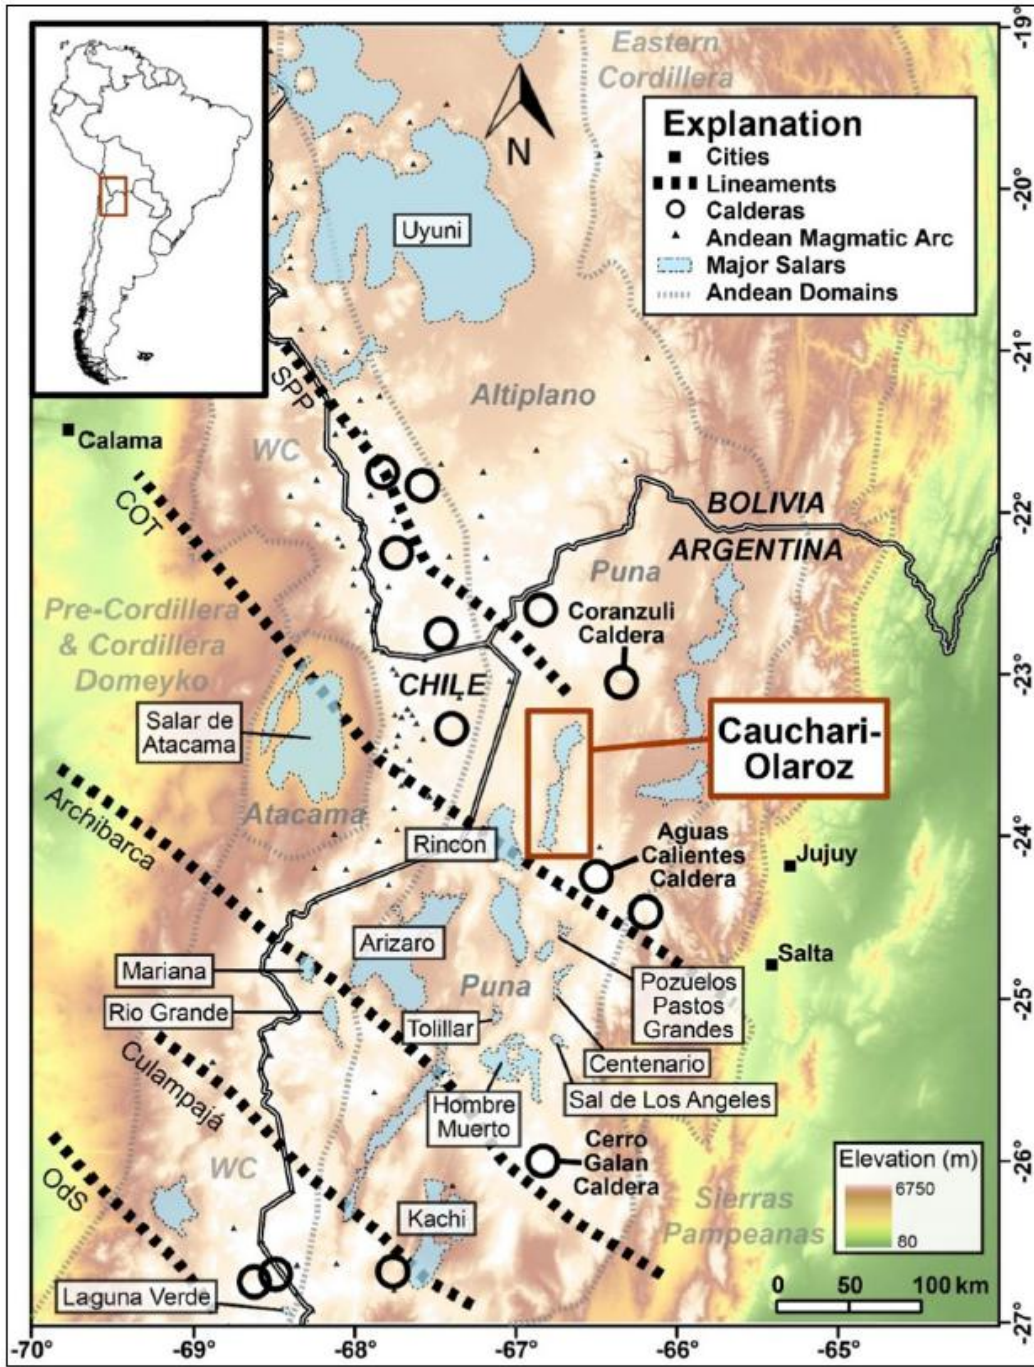 Eastern
Cordillera
N
Explanation
Cities
Lineaments
Calderas
Andean Magmatic Arc
Major Salars
Andean Domains
-19°
-20°
-21°
-22°
-23°
-24°
-25°
-26°
-27°
Uyuni
SPP
Altiplano
WC
Calama
COT
BOLIVIA
ARGENTINA
Puna
Coranzuli
Caldera
Pre-Cordillera
& Cordillera
Domeyko
CHILE
Salar de
Atacama
Cauchari-
Olaroz
Atacama
Archibarca
Rincon
Aguas
Calientes
Caldera
Jujuy
Arizaro
Salta
Mariana
Puna
Pozuelos
Pastos
Grandes
Rio Grande
Tolillar
Centenario
Culampajá
Hombre
Muerto
Sal de Los Angeles
Cerro
Galan
Caldera
WC
OdS
Kachi
Sierras
Pampeanas
Elevation (m)
6750
80
Laguna Verde
0 50 100 km
-70° -69° -68° -67° -66° -65°